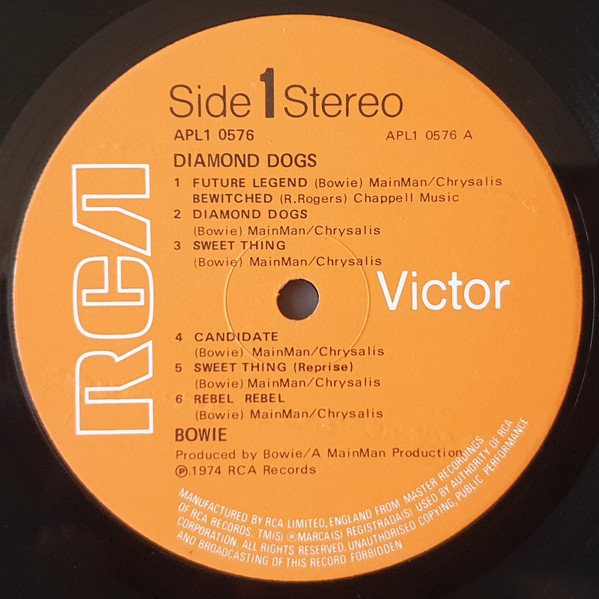 Side 1 Stereo
APL1 0576 APL1 0576 A
DIAMOND DOGS
1 FUTURE LEGEND (Bowie) MainMan/Chrysalis
BEWITCHED (R.Rogers) Chappell Music
2 DIAMOND DOGS
(Bowie) MainMan/Chrysalis
3 SWEET THING
(Bowie) MainMan/Chrysalis
RCA
Victor
4 CANDIDATE
(Bowie) MainMan/Chrysalis
5 SWEET THING (Reprise)
(Bowie) MainMan/Chrysalis
6 REBEL REBEL
(Bowie) MainMan/Chrysalis
BOWIE
Produced by Bowie/A MainMan Production
℗ 1974 RCA Records
MANUFACTURED BY RCA LIMITED, ENGLAND FROM MASTER RECORDINGS
OF RCA RECORDS. TM(S) ® MARCA(S) REGISTRADA(S) USED BY AUTHORITY OF RCA
CORPORATION. ALL RIGHTS RESERVED. UNAUTHORISED COPYING, PUBLIC PERFORMANCE
AND BROADCASTING OF THIS RECORD FORBIDDEN